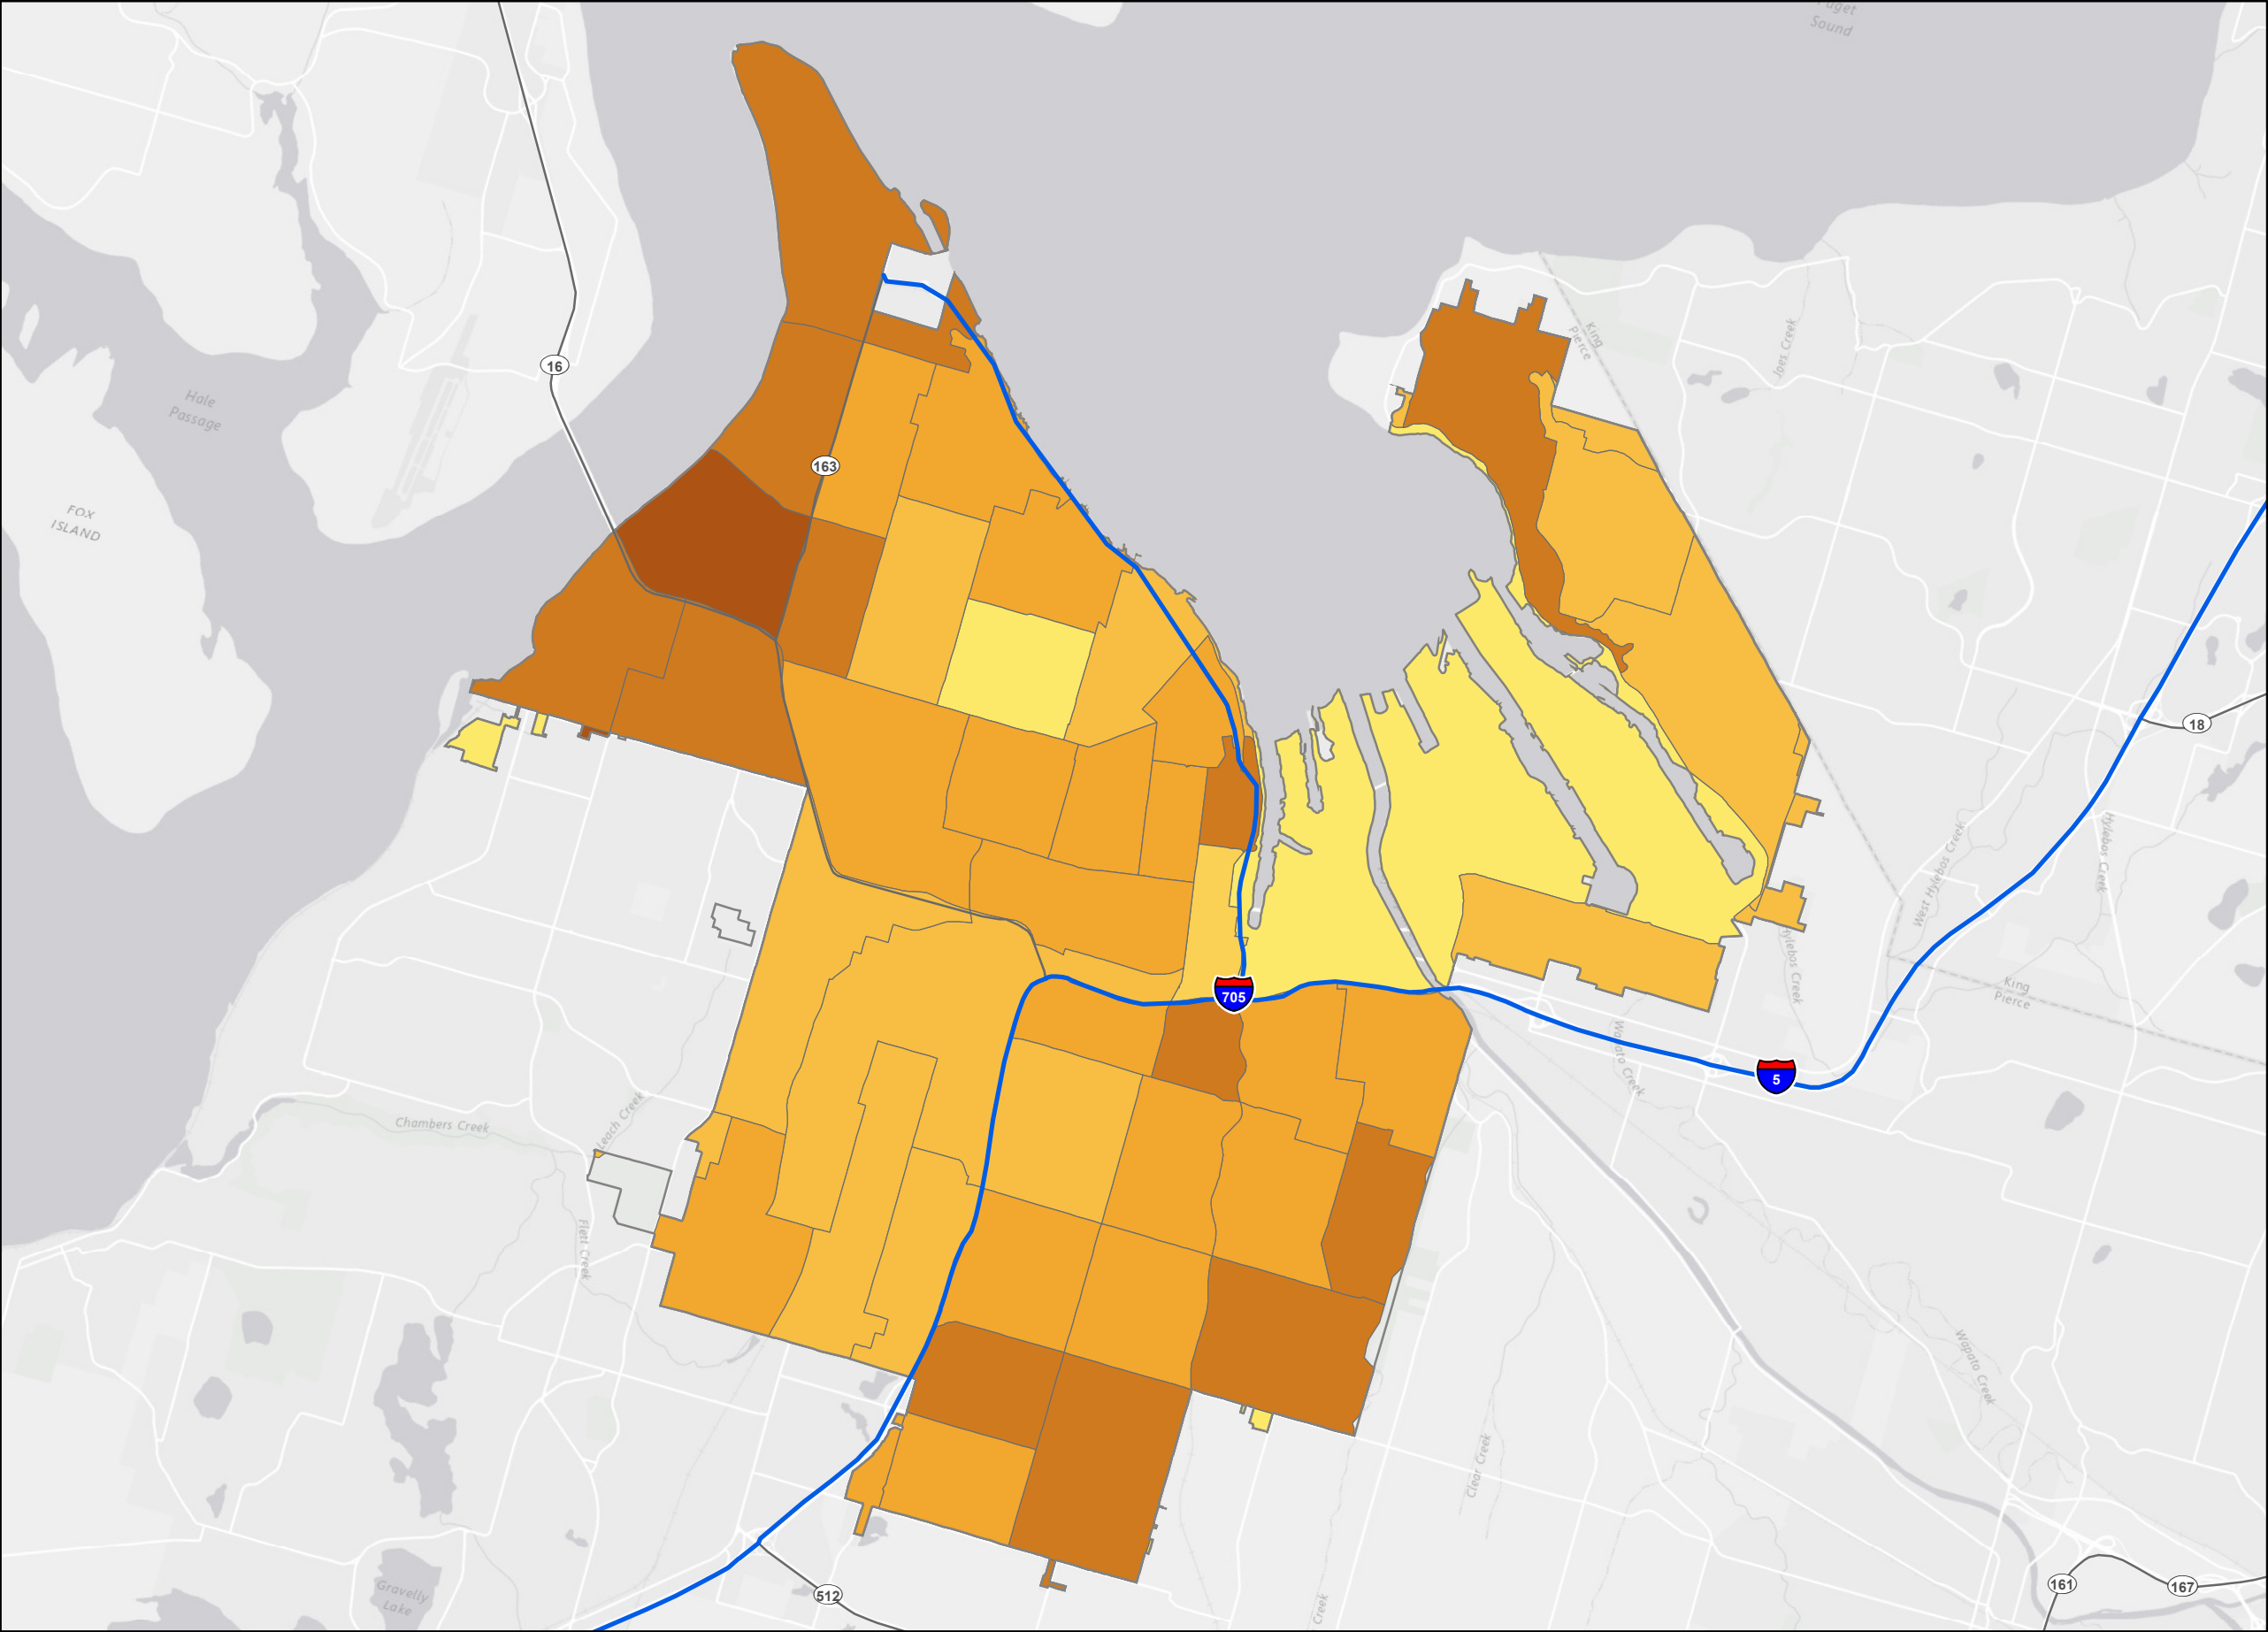 Puget
Sound
King
Pierce
Joes Creek
16
Hale
Passage
163
FOX
ISLAND
18
Hylebos Creek
West Hylebos Creek
Hylebos Creek
705
King
Pierce
5
Wapato Creek
Chambers Creek
Leach Creek
Flett Creek
Wapato Creek
Clear Creek
Gravelly
Lake
512
Creek
161
167